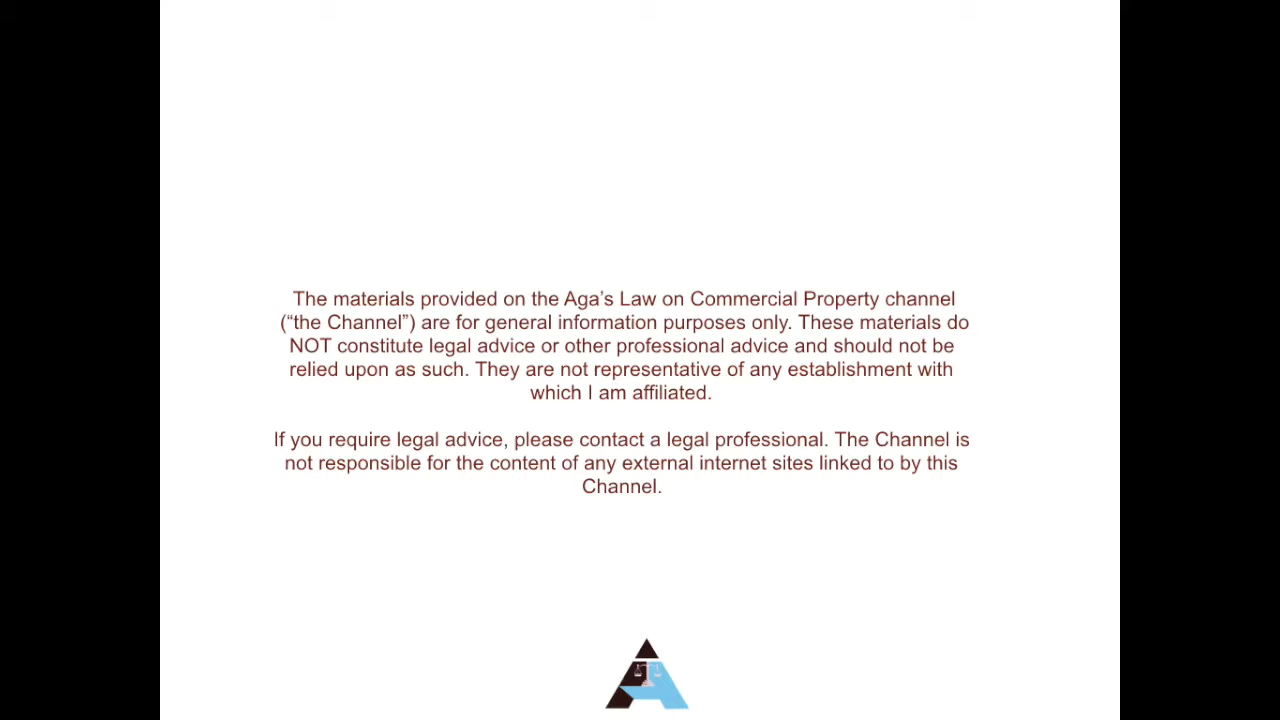 The materials provided on the Aga’s Law on Commercial Property channel
(“the Channel”) are for general information purposes only. These materials do
NOT constitute legal advice or other professional advice and should not be
relied upon as such. They are not representative of any establishment with
which I am affiliated.
If you require legal advice, please contact a legal professional. The Channel is
not responsible for the content of any external internet sites linked to by this
Channel.